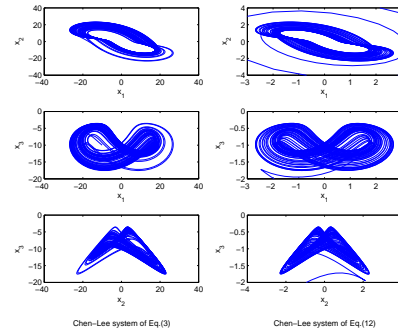 40
20
0
−20
−40
x₂
−40 −20 0 20 40
x₁
4
2
0
−2
−4
x₂
−3 −2 −1 0 1 2 3
x₁
0
−5
−10
−15
−20
x₃
−40 −20 0 20 40
x₁
0
−0.5
−1
−1.5
−2
x₃
−3 −2 −1 0 1 2 3
x₁
0
−5
−10
−15
−20
x₃
−40 −20 0 20 40
x₂
0
−0.5
−1
−1.5
−2
x₃
−4 −2 0 2 4
x₂
Chen−Lee system of Eq.(3)
Chen−Lee system of Eq.(12)